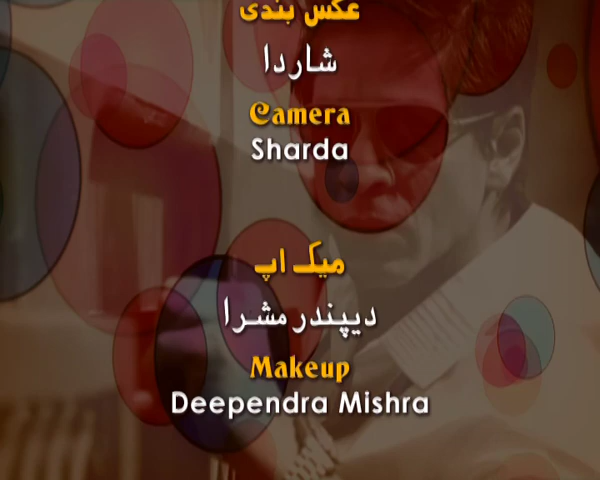 عکس بندی
شاردا
Camera
Sharda
میک اپ
دیپندر مشرا
Makeup
Deependra Mishra